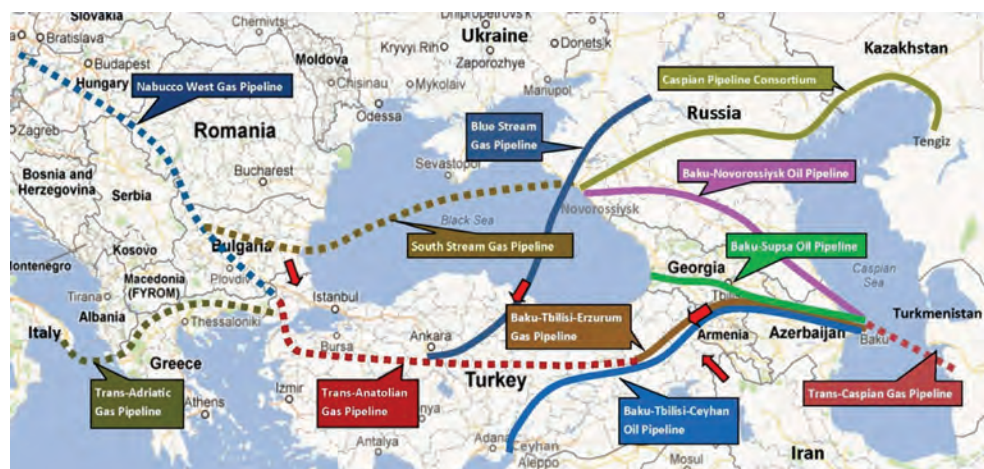 Slovakia
Bratislava
Budapest
Hungary
Nabucco West Gas Pipeline
Zagreb
Bosnia and
Herzegovina
Serbia
Romania
Bucharest
Chernivtsi
Moldova
Chisinau
Odessa
Ukraine
Dnipropetrovs'k
Kryvyi Rih
Zaporozhye
Mykolaiv
Donets'k
Mariupol
Sevastopol
Kazakhstan
Caspian Pipeline Consortium
Russia
Tengiz
Blue Stream
Gas Pipeline
Baku-Novorossiysk Oil Pipeline
Novorossiysk
Black Sea
South Stream Gas Pipeline
Baku-Supsa Oil Pipeline
Georgia
Caspian
Sea
Kosovo
Bulgaria
Plovdiv
Montenegro
Macedonia
(FYROM)
Tirana
Albania
Thessaloniki
Istanbul
Italy
Greece
Bursa
Ankara
Baku-Tbilisi-Erzurum
Gas Pipeline
Armenia
Azerbaijan
Baku
Turkmenistan
Trans-Adriatic
Gas Pipeline
Athens
Izmir
Trans-Anatolian
Gas Pipeline
Turkey
Baku-Tbilisi-Ceyhan
Oil Pipeline
Trans-Caspian Gas Pipeline
Antalya
Adana
Ceyhan
Aleppo
Mosul
Iran